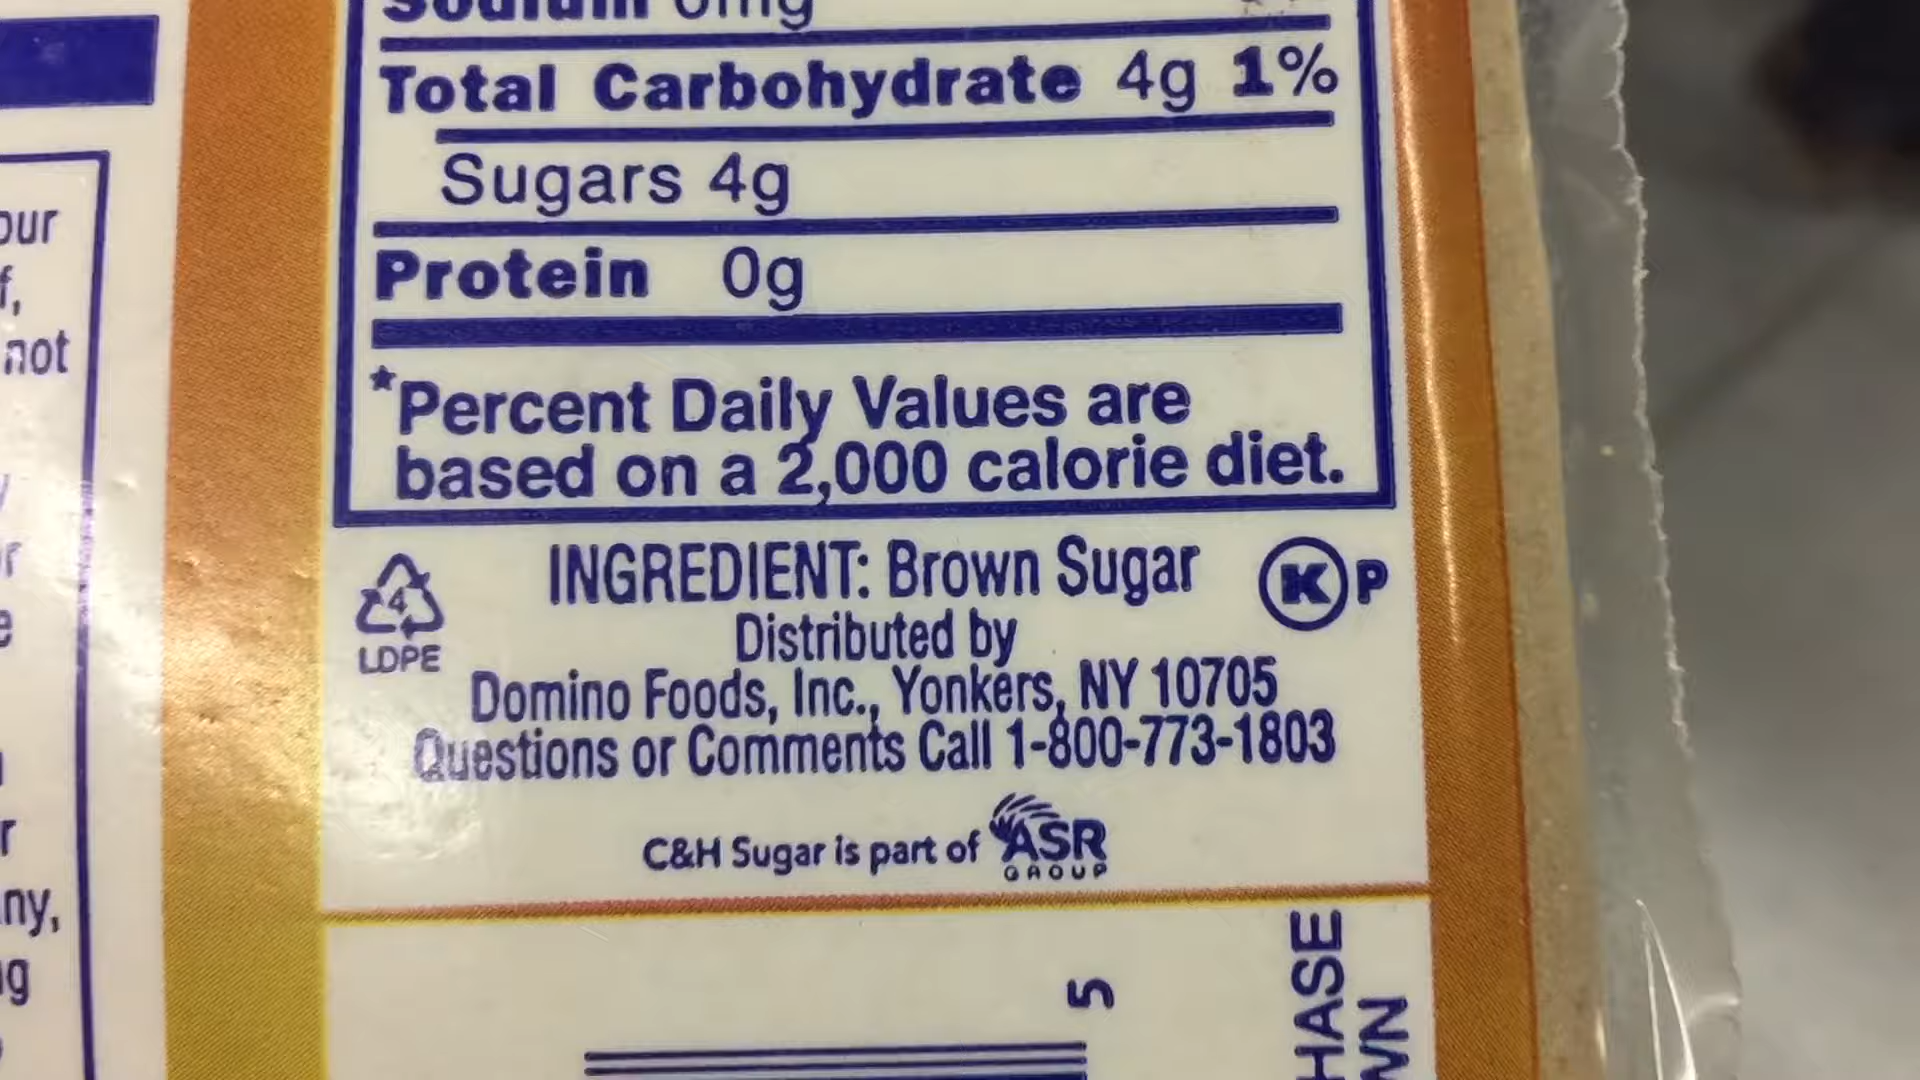 Sodium 0mg
Total Carbohydrate 4g 1%
Sugars 4g
Protein 0g
*Percent Daily Values are
based on a 2,000 calorie diet.
INGREDIENT: Brown Sugar
K P
4
LDPE
Distributed by
Domino Foods, Inc., Yonkers, NY 10705
Questions or Comments Call 1-800-773-1803
C&H Sugar is part of ASR
GROUP
5
not